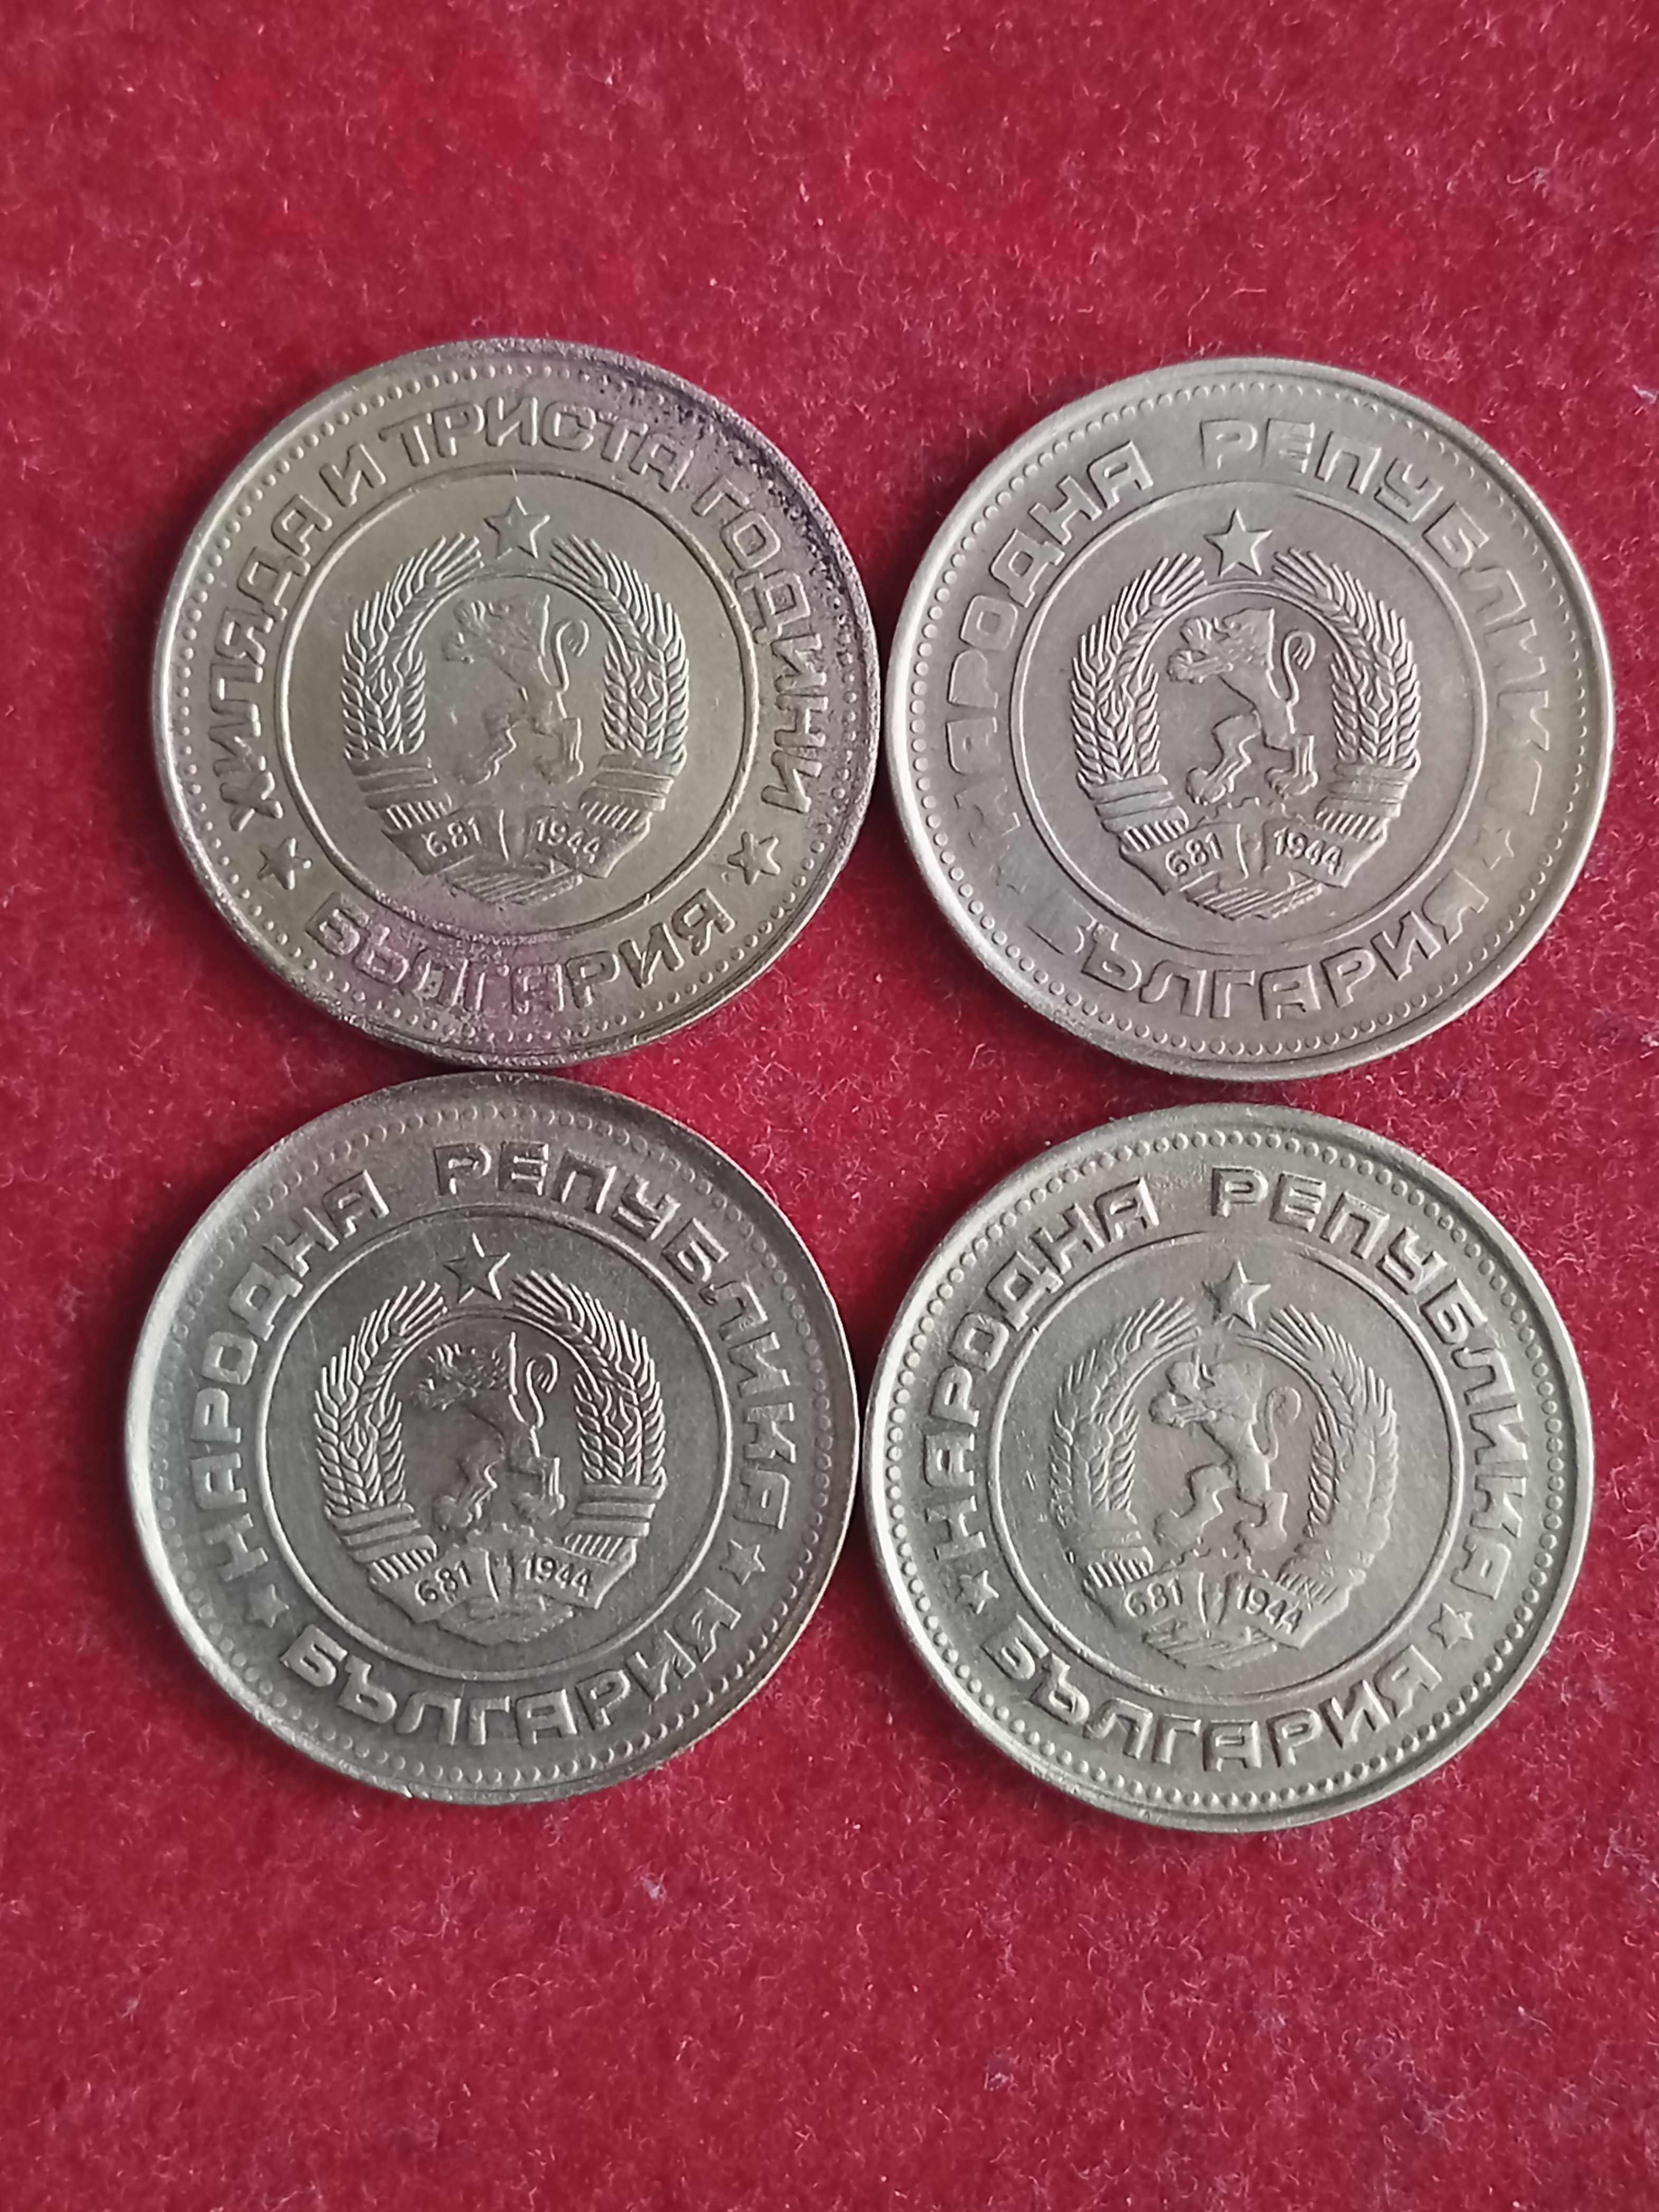 ХИЛЯДА И ТРИСТА ГОДИНИ
681 1944
БЪЛГАРИЯ
НАРОДНА РЕПУБЛИКА
681 1944
БЪЛГАРИЯ
НАРОДНА РЕПУБЛИКА
681 1944
БЪЛГАРИЯ
НАРОДНА РЕПУБЛИКА
681 1944
БЪЛГАРИЯ